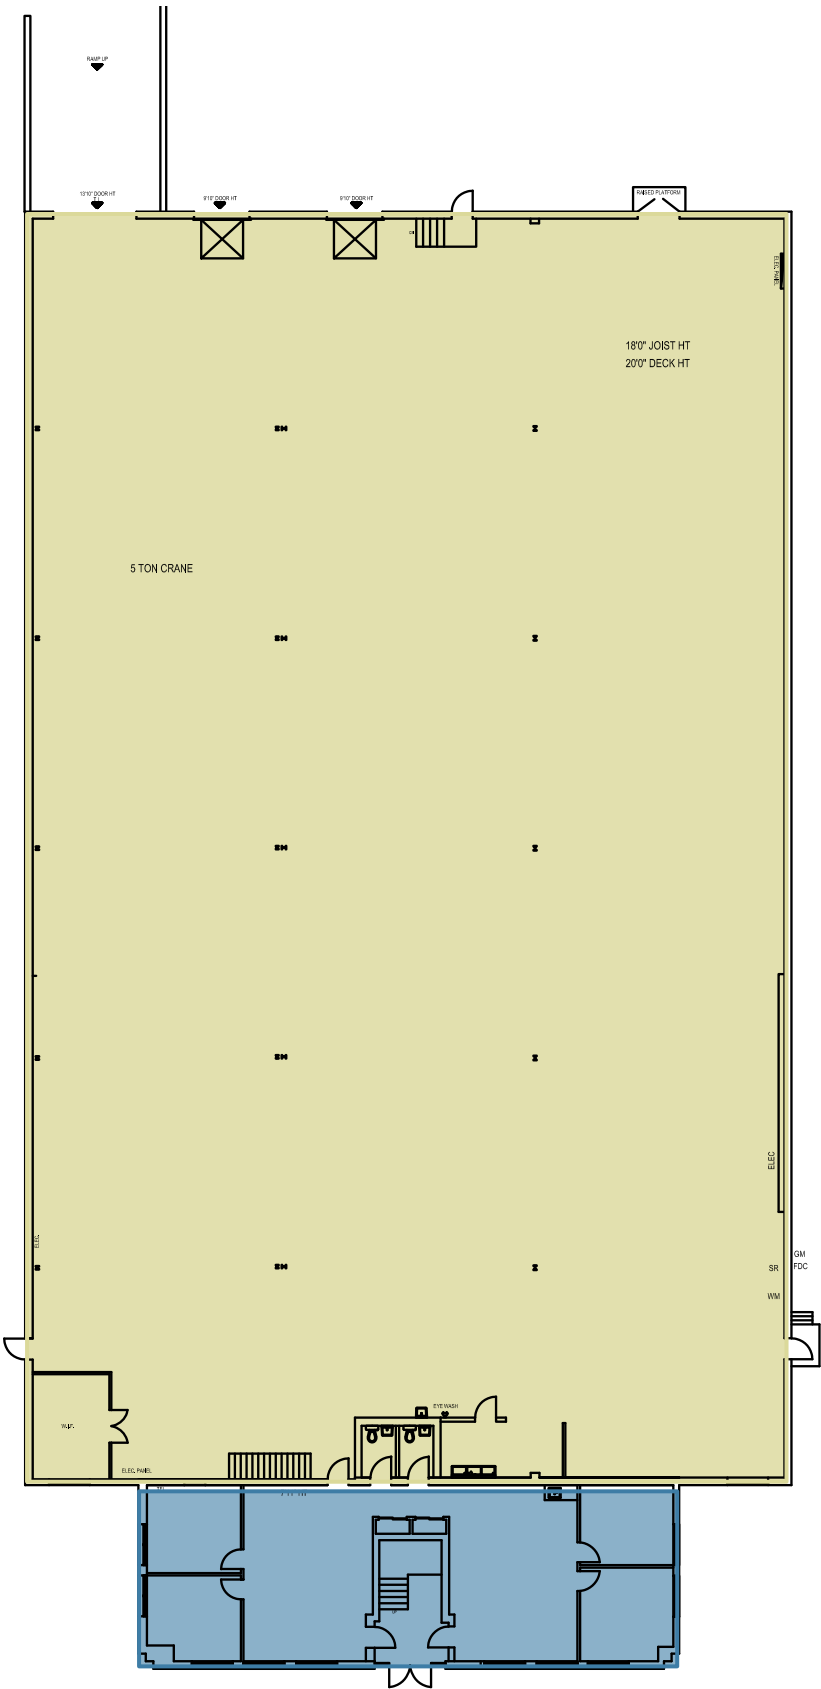 RAMP UP
13'10" DOOR HT
9'10" DOOR HT
9'10" DOOR HT
RAISED PLATFORM
DN
ELEC. PANEL
18'0" JOIST HT
20'0" DECK HT
5 TON CRANE
ELEC
ELEC.
GM
SR
FDC
WM
EYE WASH
ELEC. PANEL
UP